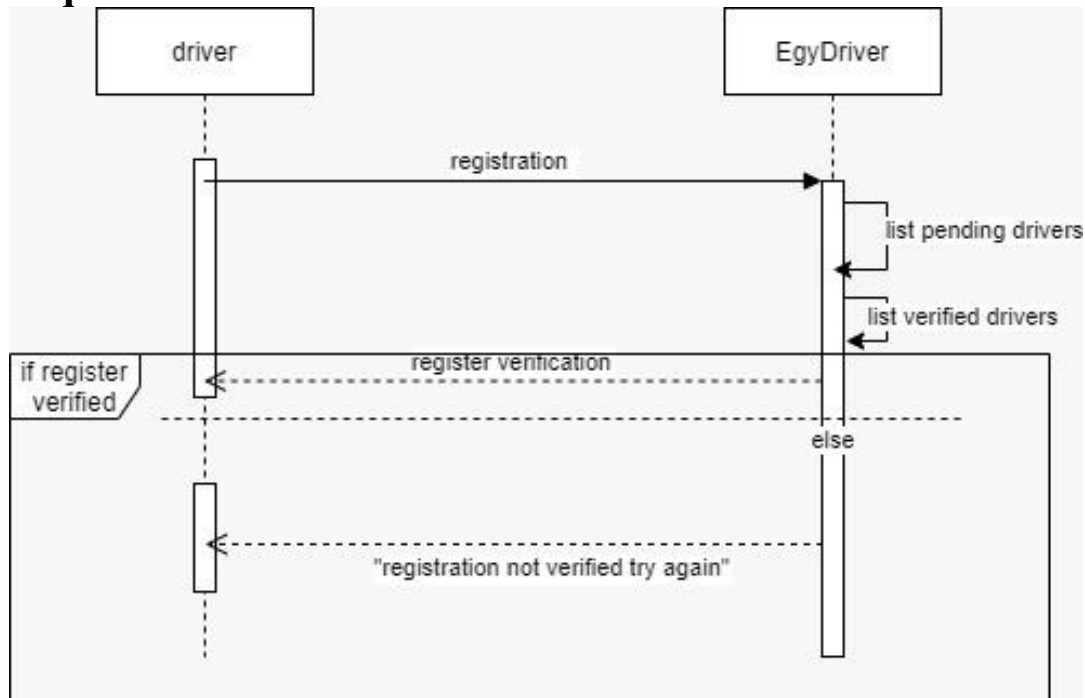 driver
EgyDriver
registration
list pending drivers
list verified drivers
register verification
if register
verified
else
"registration not verified try again"